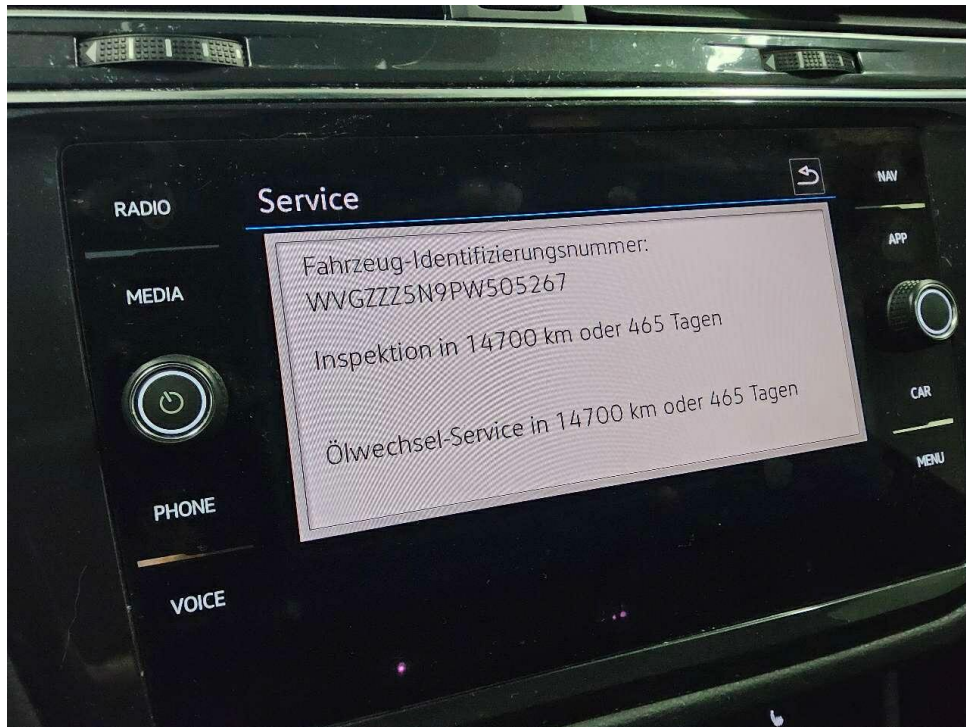 RADIO
MEDIA
PHONE
VOICE
Service
Fahrzeug-Identifizierungsnummer:
WVGZZZ5N9PW505267
Inspektion in 14700 km oder 465 Tagen
Ölwechsel-Service in 14700 km oder 465 Tagen
NAV
APP
CAR
MENU